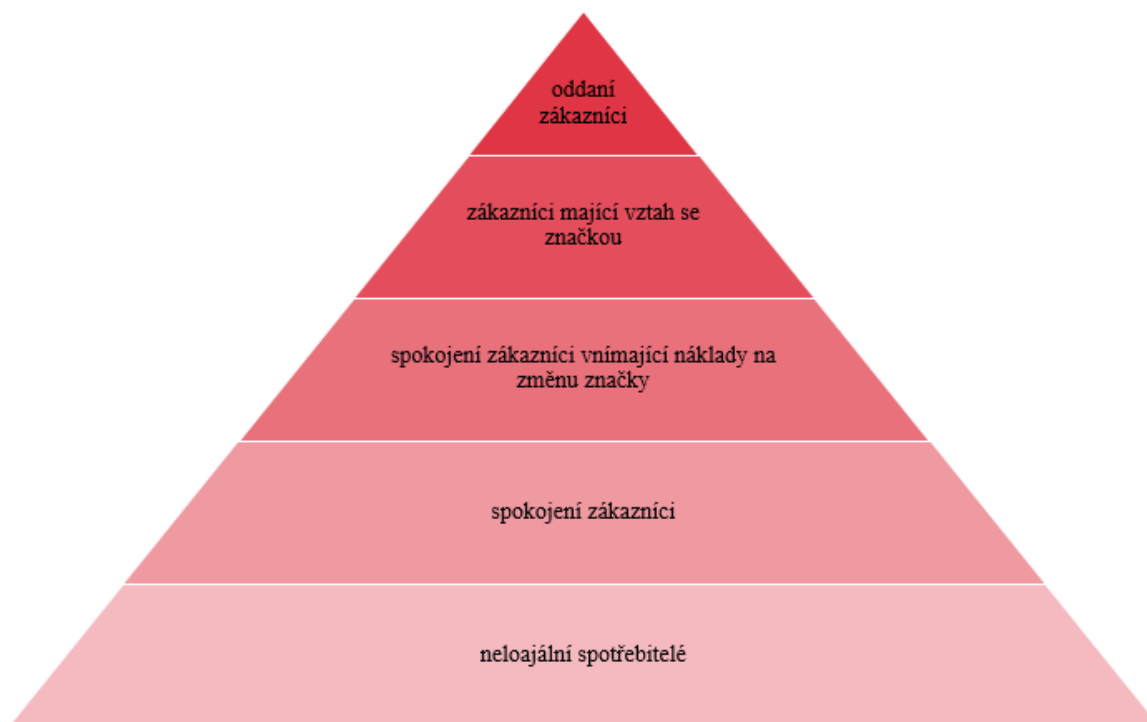 oddaní
zákazníci
zákazníci mající vztah se
značkou
spokojení zákazníci vnímající náklady na
změnu značky
spokojení zákazníci
neloajální spotřebitelé